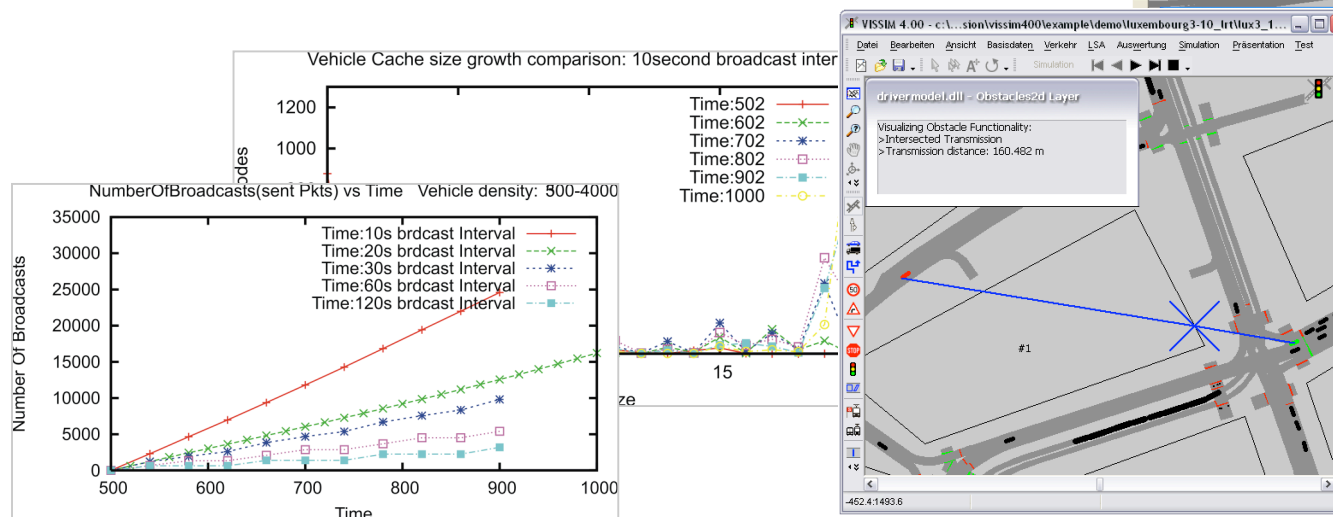 Vehicle Cache size growth comparison: 10second broadcast inter
1200
1000
odes
Time:502
Time:602
Time:702
Time:802
Time:902
Time:1000
15
ze
NumberOfBroadcasts(sent Pkts) vs Time Vehicle density: 500-4000
35000
30000
25000
20000
15000
10000
5000
0
Number Of Broadcasts
Time:10s brdcast Interval
Time:20s brdcast Interval
Time:30s brdcast Interval
Time:60s brdcast Interval
Time:120s brdcast Interval
500 600 700 800 900 1000
Time
VISSIM 4.00 - c:\...sion\vissim400\example\demo\luxembourg3-10_lrt\lux3_1...
Datei Bearbeiten Ansicht Basisdaten Verkehr LSA Auswertung Simulation Präsentation Test
Simulation
drivermodel.dll - Obstacles2d Layer
Visualizing Obstacle Functionality:
>Intersected Transmission
>Transmission distance: 160.482 m
50
STOP
#1
-452.4:1493.6